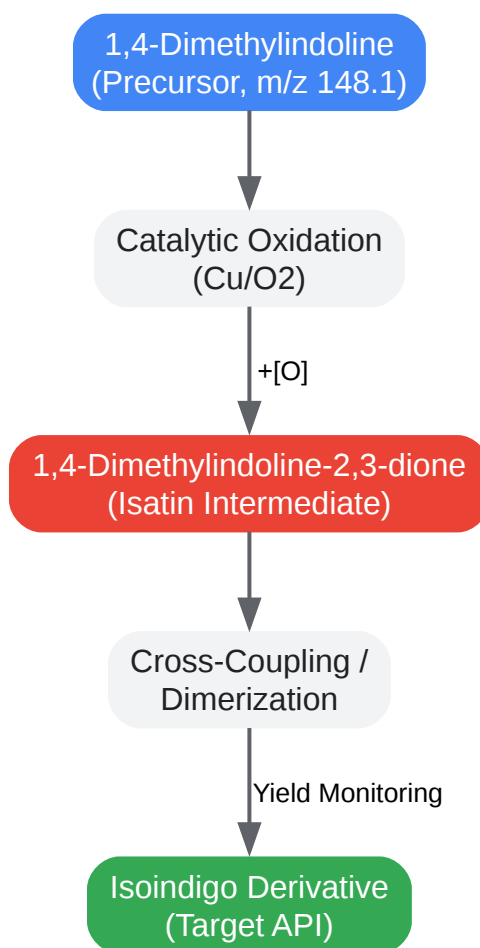 1,4-Dimethylindoline
(Precursor, m/z 148.1)
Catalytic Oxidation
(Cu/O2)
+[O]
1,4-Dimethylindoline-2,3-dione
(Isatin Intermediate)
Cross-Coupling /
Dimerization
Yield Monitoring
Isoindigo Derivative
(Target API)